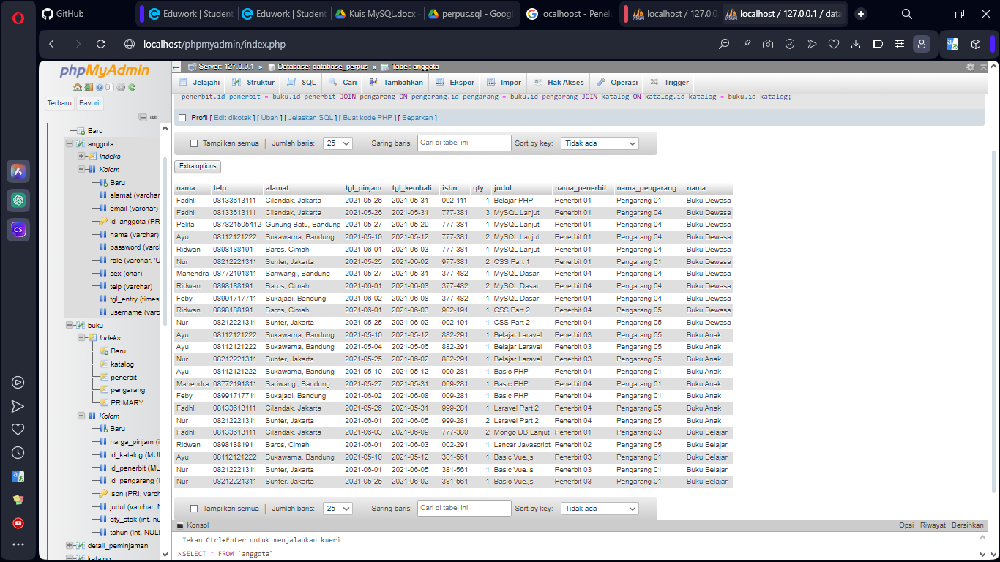 GitHub
Eduwork | Student
Eduwork | Student
Kuis MySQL.docx -
perpus.sql - Goog
localhoost - Penel
localhost / 127.0.0.
localhost / 127.0.0.1 / data
localhost/phpmyadmin/index.php
phpMyAdmin
Terbaru Favorit
Baru
anggota
Indeks
Kolom
Baru
alamat (varchar
email (varchar)
id_anggota (PR
nama (varchar)
password (varc
role (varchar, 'U
sex (char)
telp (varchar)
tgl_entry (times
username (varc
buku
Indeks
Baru
katalog
penerbit
pengarang
PRIMARY
Kolom
Baru
harga_pinjam (i
id_katalog (MUL
id_penerbit (MU
id_pengarang (
isbn (PRI, varch
judul (varchar, N
qty_stok (int, nu
tahun (int, NULL
detail_peminjaman
katalog
Server: 127.0.0.1 » Database: database_perpus » Tabel: anggota
Jelajahi Struktur SQL Cari Tambahkan Ekspor Impor Hak Akses Operasi Trigger
penerbit.id_penerbit = buku.id_penerbit JOIN pengarang ON pengarang.id_pengarang = buku.id_pengarang JOIN katalog ON katalog.id_katalog = buku.id_katalog;
Profil [ Edit dikotak ] [ Ubah ] [ Jelaskan SQL ] [ Buat kode PHP ] [ Segarkan ]
Tampilkan semua | Jumlah baris: 25 Saring baris: Cari di tabel ini Sort by key: Tidak ada
Extra options
nama telp alamat tgl_pinjam tgl_kembali isbn qty judul nama_penerbit nama_pengarang nama
Fadhli 08133613111 Cilandak, Jakarta 2021-05-26 2021-05-31 092-111 1 Belajar PHP Penerbit 01 Pengarang 01 Buku Dewasa
Fadhli 08133613111 Cilandak, Jakarta 2021-05-26 2021-05-31 777-381 3 MySQL Lanjut Penerbit 01 Pengarang 04 Buku Dewasa
Pelita 087821505412 Gunung Batu, Bandung 2021-05-27 2021-05-29 777-381 1 MySQL Lanjut Penerbit 01 Pengarang 04 Buku Dewasa
Ayu 08112121222 Sukawarna, Bandung 2021-05-10 2021-05-12 777-381 2 MySQL Lanjut Penerbit 01 Pengarang 04 Buku Dewasa
Ridwan 0898188191 Baros, Cimahi 2021-06-01 2021-06-03 777-381 1 MySQL Lanjut Penerbit 01 Pengarang 04 Buku Dewasa
Nur 08212221311 Sunter, Jakarta 2021-05-25 2021-06-02 977-381 2 CSS Part 1 Penerbit 01 Pengarang 01 Buku Dewasa
Mahendra 08772191811 Sariwangi, Bandung 2021-05-27 2021-05-31 377-482 1 MySQL Dasar Penerbit 04 Pengarang 04 Buku Dewasa
Ridwan 0898188191 Baros, Cimahi 2021-06-01 2021-06-03 377-482 2 MySQL Dasar Penerbit 04 Pengarang 04 Buku Dewasa
Feby 08991717711 Sukajadi, Bandung 2021-06-02 2021-06-08 377-482 1 MySQL Dasar Penerbit 04 Pengarang 04 Buku Dewasa
Ridwan 0898188191 Baros, Cimahi 2021-06-01 2021-06-03 902-191 1 CSS Part 2 Penerbit 04 Pengarang 05 Buku Dewasa
Nur 08212221311 Sunter, Jakarta 2021-05-25 2021-06-02 902-191 1 CSS Part 2 Penerbit 04 Pengarang 05 Buku Dewasa
Ayu 08112121222 Sukawarna, Bandung 2021-05-10 2021-05-12 882-291 1 Belajar Laravel Penerbit 03 Pengarang 05 Buku Anak
Ayu 08112121222 Sukawarna, Bandung 2021-05-04 2021-05-06 882-291 1 Belajar Laravel Penerbit 03 Pengarang 05 Buku Anak
Nur 08212221311 Sunter, Jakarta 2021-05-25 2021-06-02 882-291 1 Belajar Laravel Penerbit 03 Pengarang 05 Buku Anak
Ayu 08112121222 Sukawarna, Bandung 2021-05-10 2021-05-12 009-281 1 Basic PHP Penerbit 04 Pengarang 01 Buku Anak
Mahendra 08772191811 Sariwangi, Bandung 2021-05-27 2021-05-31 009-281 1 Basic PHP Penerbit 04 Pengarang 01 Buku Anak
Feby 08991717711 Sukajadi, Bandung 2021-06-02 2021-06-08 009-281 1 Basic PHP Penerbit 04 Pengarang 01 Buku Anak
Fadhli 08133613111 Cilandak, Jakarta 2021-05-26 2021-05-31 999-281 1 Laravel Part 2 Penerbit 04 Pengarang 05 Buku Anak
Nur 08212221311 Sunter, Jakarta 2021-06-01 2021-06-05 999-281 2 Laravel Part 2 Penerbit 04 Pengarang 05 Buku Anak
Fadhli 08133613111 Cilandak, Jakarta 2021-06-03 2021-06-09 777-380 2 Mongo DB Lanjut Penerbit 01 Pengarang 03 Buku Belajar
Ridwan 0898188191 Baros, Cimahi 2021-06-01 2021-06-03 002-291 1 Lancar Javascript Penerbit 02 Pengarang 05 Buku Belajar
Ayu 08112121222 Sukawarna, Bandung 2021-05-10 2021-05-12 381-561 1 Basic Vue.js Penerbit 03 Pengarang 01 Buku Belajar
Nur 08212221311 Sunter, Jakarta 2021-06-01 2021-06-05 381-561 1 Basic Vue.js Penerbit 03 Pengarang 01 Buku Belajar
Nur 08212221311 Sunter, Jakarta 2021-05-25 2021-06-02 381-561 1 Basic Vue.js Penerbit 03 Pengarang 01 Buku Belajar
Tampilkan semua | Jumlah baris: 25 Saring baris: Cari di tabel ini Sort by key: Tidak ada
Konsol Opsi Riwayat Bersihkan
Tekan Ctrl+Enter untuk menjalankan kueri
>SELECT * FROM `anggota`